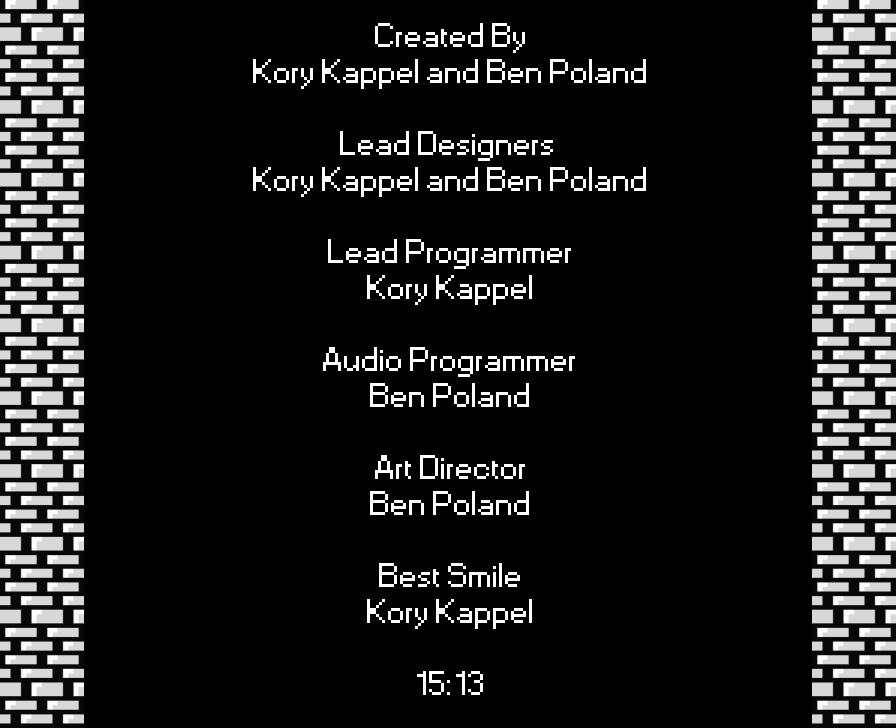 Created By
Kory Kappel and Ben Poland
Lead Designers
Kory Kappel and Ben Poland
Lead Programmer
Kory Kappel
Audio Programmer
Ben Poland
Art Director
Ben Poland
Best Smile
Kory Kappel
15:13